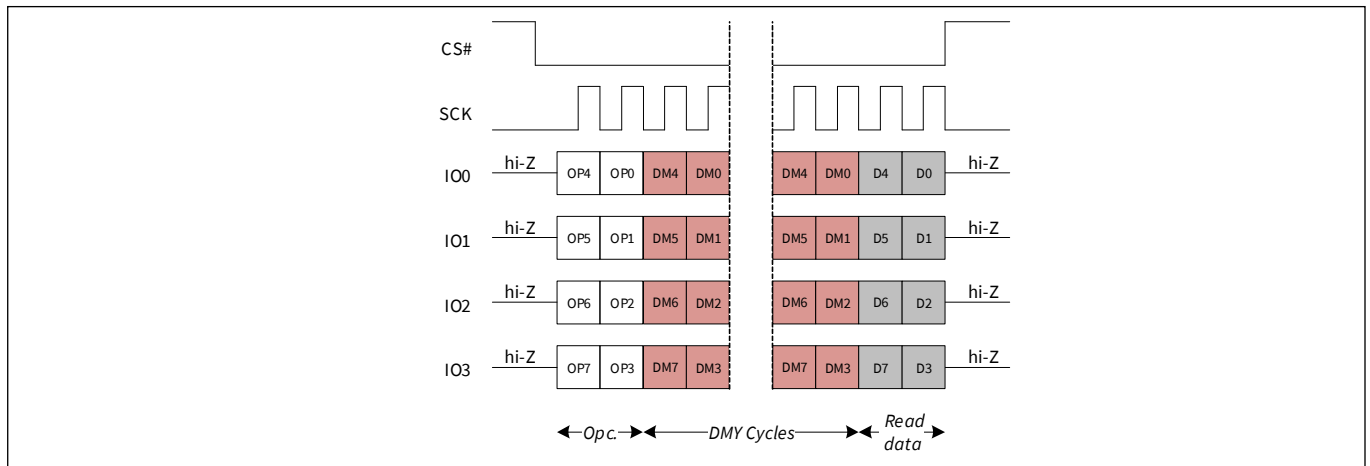 CS#
SCK
IO0 hi-Z OP4 OP0 DM4 DM0 DM4 DM0 D4 D0 hi-Z
IO1 hi-Z OP5 OP1 DM5 DM1 DM5 DM1 D5 D1 hi-Z
IO2 hi-Z OP6 OP2 DM6 DM2 DM6 DM2 D6 D2 hi-Z
IO3 hi-Z OP7 OP3 DM7 DM3 DM7 DM3 D7 D3 hi-Z
Opc. DMY Cycles Read
data